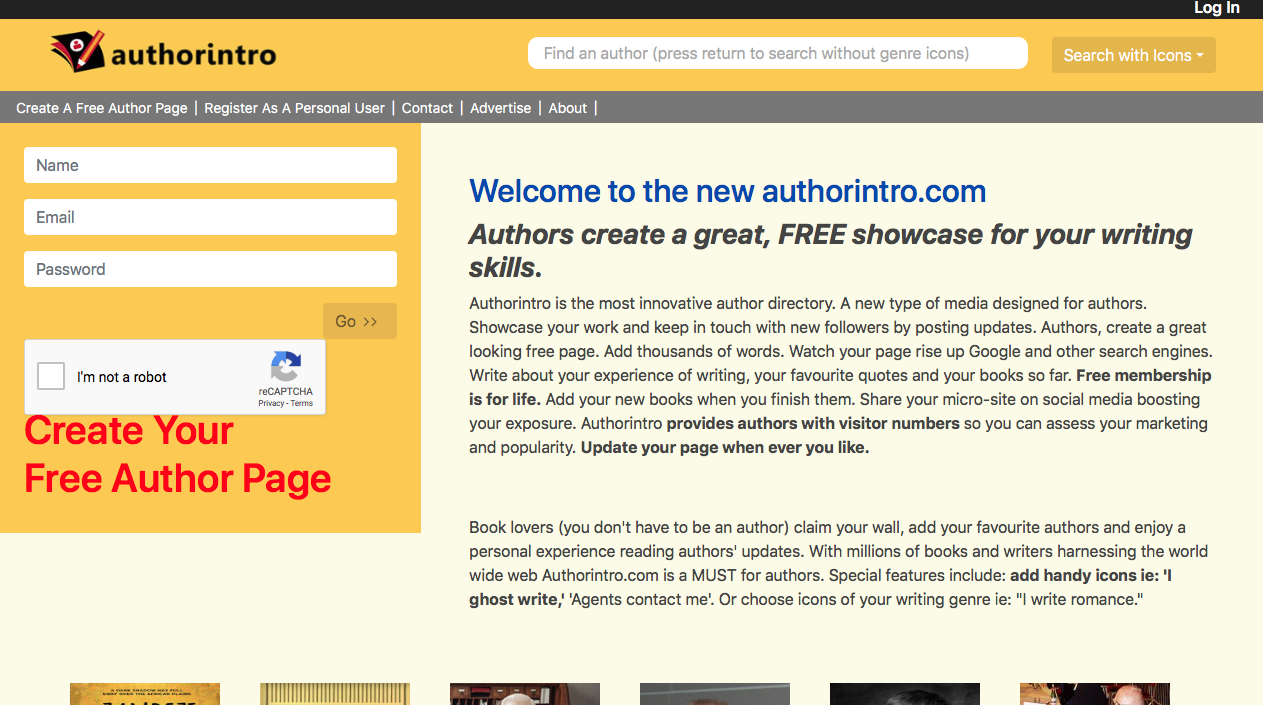 Log In
authorintro
Find an author (press return to search without genre icons)
Search with Icons
Create A Free Author Page | Register As A Personal User | Contact | Advertise | About |
Name
Email
Password
Go >>
I'm not a robot
reCAPTCHA
Privacy - Terms
Create Your
Free Author Page
Welcome to the new authorintro.com
Authors create a great, FREE showcase for your writing
skills.
Authorintro is the most innovative author directory. A new type of media designed for authors.
Showcase your work and keep in touch with new followers by posting updates. Authors, create a great
looking free page. Add thousands of words. Watch your page rise up Google and other search engines.
Write about your experience of writing, your favourite quotes and your books so far. Free membership
is for life. Add your new books when you finish them. Share your micro-site on social media boosting
your exposure. Authorintro provides authors with visitor numbers so you can assess your marketing
and popularity. Update your page when ever you like.
Book lovers (you don't have to be an author) claim your wall, add your favourite authors and enjoy a
personal experience reading authors' updates. With millions of books and writers harnessing the world
wide web Authorintro.com is a MUST for authors. Special features include: add handy icons ie: 'I
ghost write,' 'Agents contact me'. Or choose icons of your writing genre ie: "I write romance."
A DARK SHADOW HAS FULL
SWAY OVER THE AFRICAN PLAINS